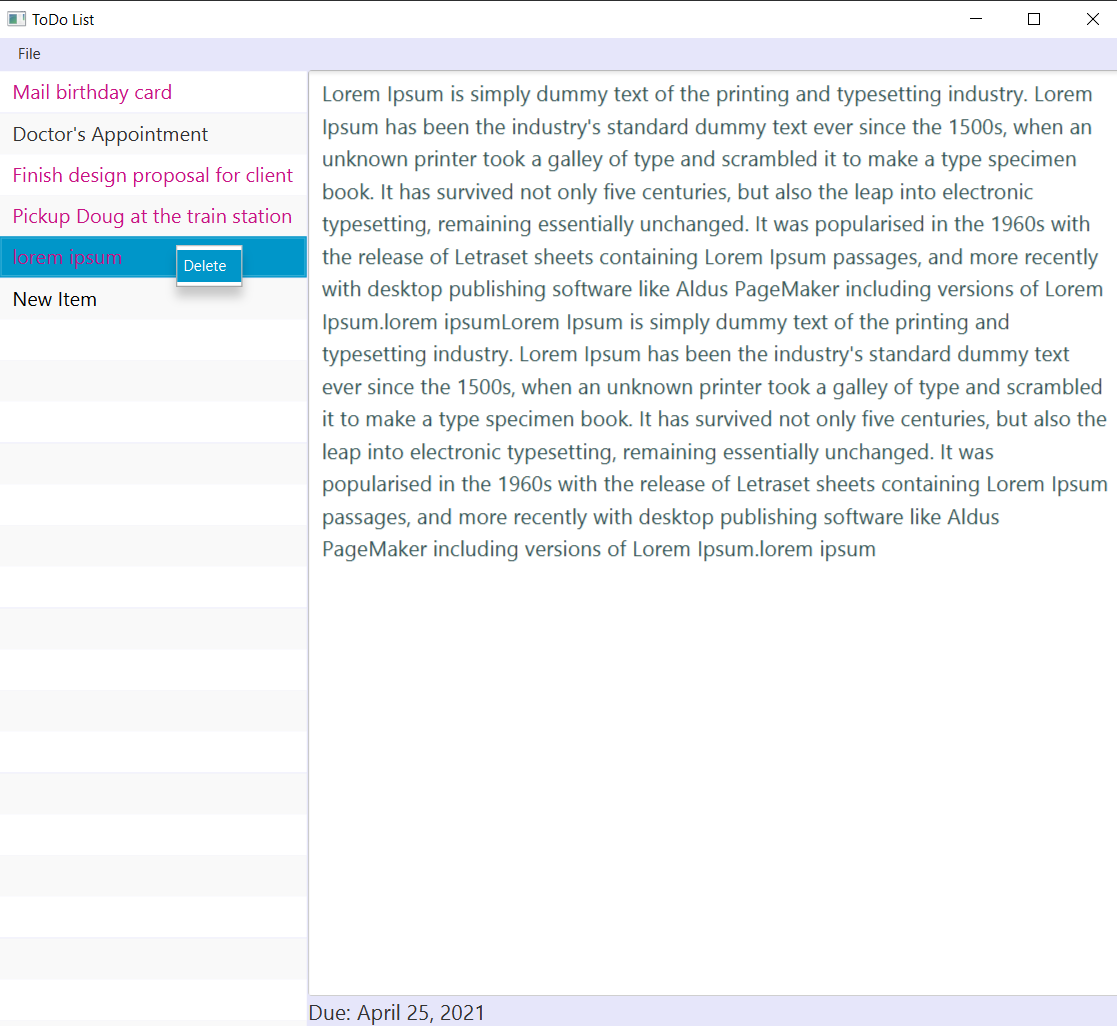 ToDo List
File
Mail birthday card
Doctor's Appointment
Finish design proposal for client
Pickup Doug at the train station
lorem ipsum
Delete
New Item
Lorem Ipsum is simply dummy text of the printing and typesetting industry. Lorem
Ipsum has been the industry's standard dummy text ever since the 1500s, when an
unknown printer took a galley of type and scrambled it to make a type specimen
book. It has survived not only five centuries, but also the leap into electronic
typesetting, remaining essentially unchanged. It was popularised in the 1960s with
the release of Letraset sheets containing Lorem Ipsum passages, and more recently
with desktop publishing software like Aldus PageMaker including versions of Lorem
Ipsum.lorem ipsumLorem Ipsum is simply dummy text of the printing and
typesetting industry. Lorem Ipsum has been the industry's standard dummy text
ever since the 1500s, when an unknown printer took a galley of type and scrambled
it to make a type specimen book. It has survived not only five centuries, but also the
leap into electronic typesetting, remaining essentially unchanged. It was
popularised in the 1960s with the release of Letraset sheets containing Lorem Ipsum
passages, and more recently with desktop publishing software like Aldus
PageMaker including versions of Lorem Ipsum.lorem ipsum
Due: April 25, 2021